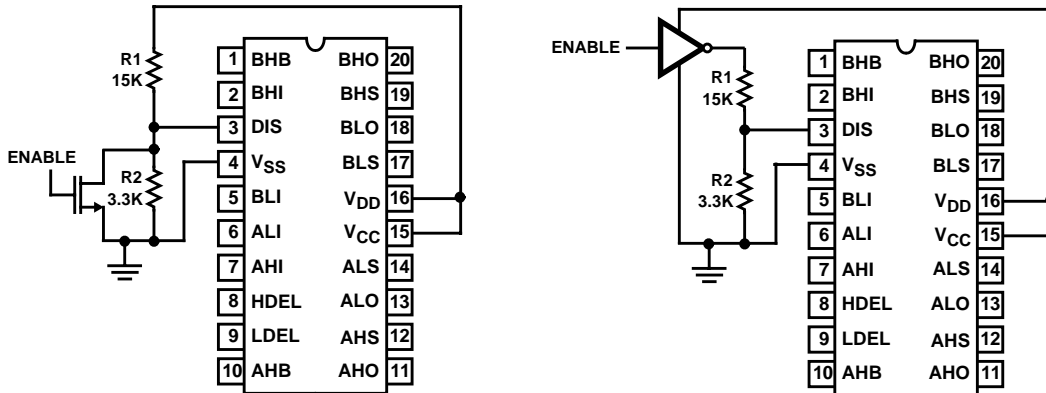 R1
15K
ENABLE
R2
3.3K
1 BHB BHO 20
2 BHI BHS 19
3 DIS BLO 18
4 VSS BLS 17
5 BLI VDD 16
6 ALI VCC 15
7 AHI ALS 14
8 HDEL ALO 13
9 LDEL AHS 12
10 AHB AHO 11
ENABLE
R1
15K
R2
3.3K
1 BHB BHO 20
2 BHI BHS 19
3 DIS BLO 18
4 VSS BLS 17
5 BLI VDD 16
6 ALI VCC 15
7 AHI ALS 14
8 HDEL ALO 13
9 LDEL AHS 12
10 AHB AHO 11